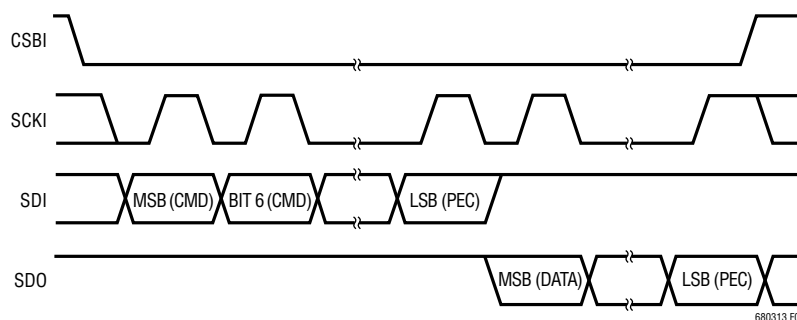 CSBI
SCKI
SDI
MSB (CMD)
BIT 6 (CMD)
LSB (PEC)
SDO
MSB (DATA)
LSB (PEC)